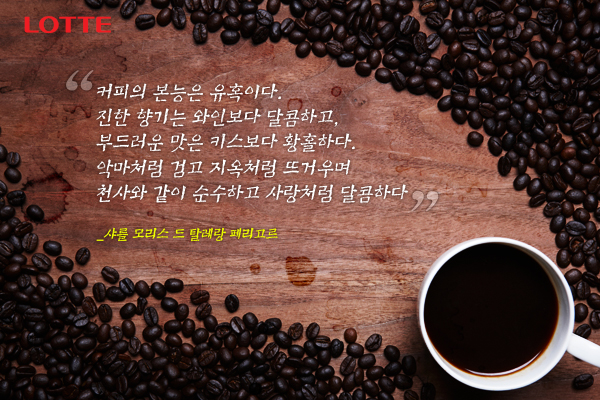 LOTTE
“커피의 본능은 유혹이다.
진한 향기는 와인보다 달콤하고,
부드러운 맛은 키스보다 황홀하다.
악마처럼 검고 지옥처럼 뜨거우며
천사와 같이 순수하고 사랑처럼 달콤하다”
_샤를 모리스 드 탈레랑 페리고르